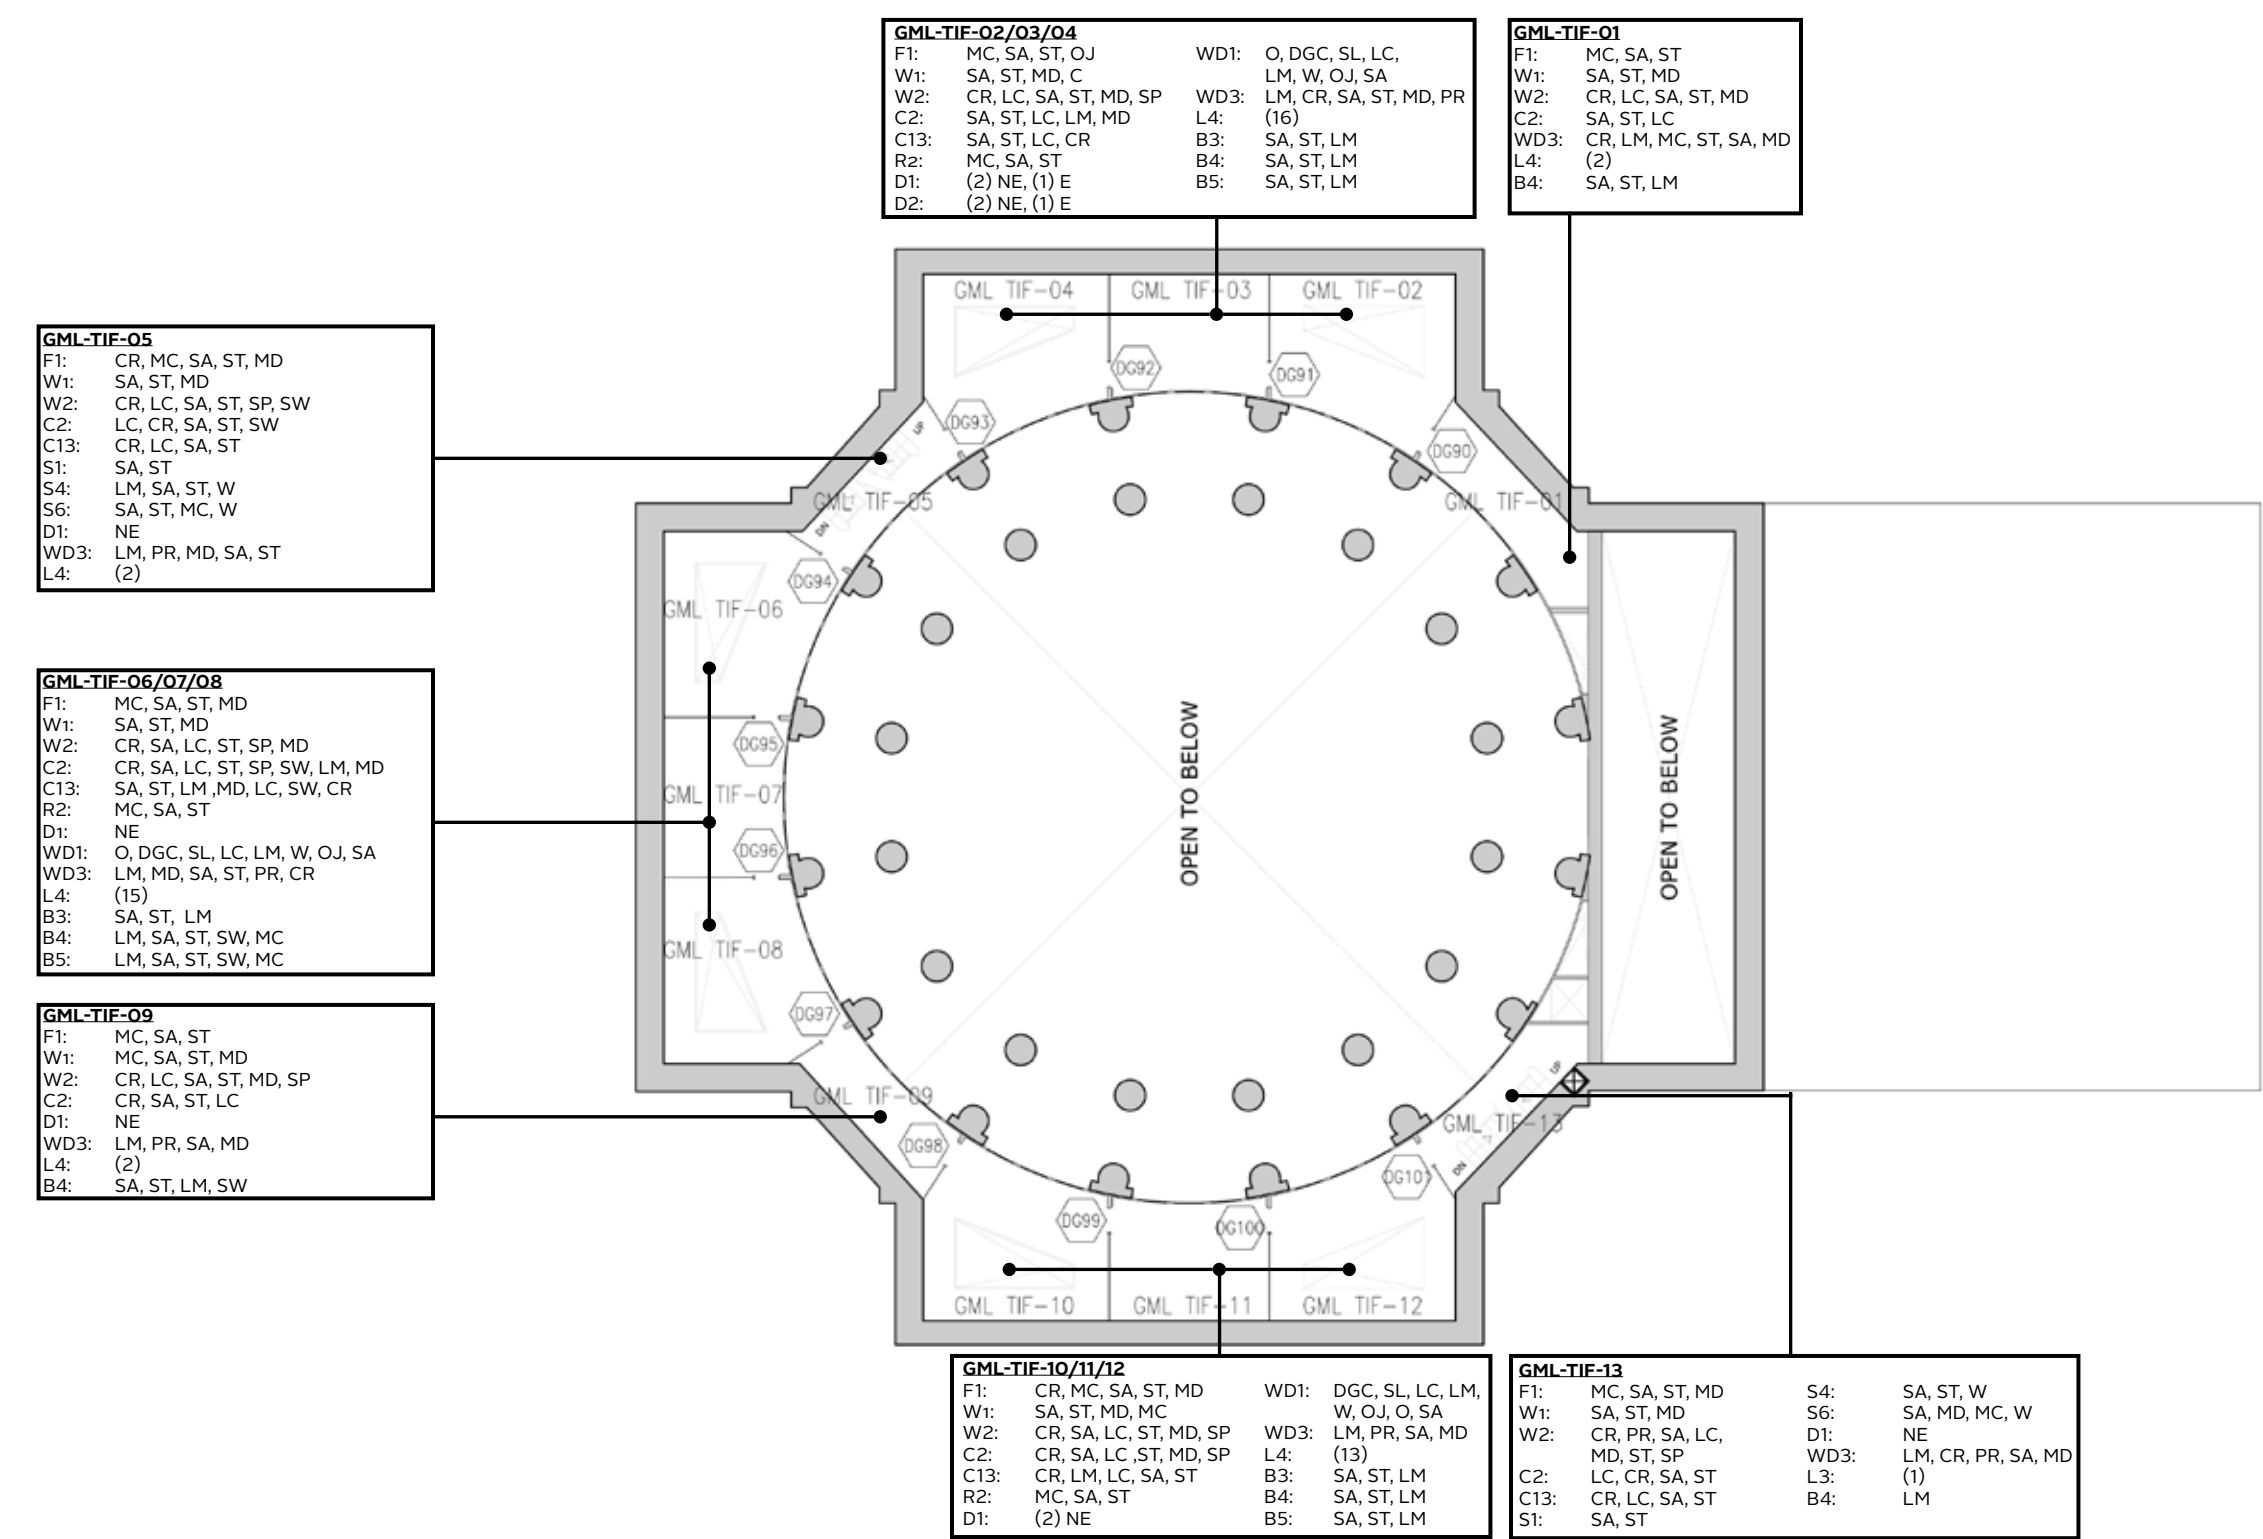 GML-TIF-02/03/04
F1: MC, SA, ST, OJ
W1: SA, ST, MD, C
W2: CR, LC, SA, ST, MD, SP
C2: SA, ST, LC, LM, MD
C13: SA, ST, LC, CR
R2: MC, SA, ST
D1: (2) NE, (1) E
D2: (2) NE, (1) E
WD1: O, DGC, SL, LC,
LM, W, OJ, SA
WD3: LM, CR, SA, ST, MD, PR
L4: (16)
B3: SA, ST, LM
B4: SA, ST, LM
B5: SA, ST, LM
GML-TIF-01
F1: MC, SA, ST
W1: SA, ST, MD
W2: CR, LC, SA, ST, MD
C2: SA, ST, LC
WD3: CR, LM, MC, ST, SA, MD
L4: (2)
B4: SA, ST, LM
GML-TIF-05
F1: CR, MC, SA, ST, MD
W1: SA, ST, MD
W2: CR, LC, SA, ST, SP, SW
C2: LC, CR, SA, ST, SW
C13: CR, LC, SA, ST
S1: SA, ST
S4: LM, SA, ST, W
S6: SA, ST, MC, W
D1: NE
WD3: LM, PR, MD, SA, ST
L4: (2)
GML-TIF-06/07/08
F1: MC, SA, ST, MD
W1: SA, ST, MD
W2: CR, SA, LC, ST, SP, MD
C2: CR, SA, LC, ST, SP, SW, LM, MD
C13: SA, ST, LM ,MD, LC, SW, CR
R2: MC, SA, ST
D1: NE
WD1: O, DGC, SL, LC, LM, W, OJ, SA
WD3: LM, MD, SA, ST, PR, CR
L4: (15)
B3: SA, ST, LM
B4: LM, SA, ST, SW, MC
B5: LM, SA, ST, SW, MC
GML-TIF-09
F1: MC, SA, ST
W1: MC, SA, ST, MD
W2: CR, LC, SA, ST, MD, SP
C2: CR, SA, ST, LC
D1: NE
WD3: LM, PR, SA, MD
L4: (2)
B4: SA, ST, LM, SW
GML TIF-04
GML TIF-03
GML TIF-02
DG92
DG91
DG93
DG90
UP
GML TIF-05
GML TIF-01
DN
DG94
GML TIF-06
DG95
GML TIF-07
DG96
GML TIF-08
OPEN TO BELOW
OPEN TO BELOW
DG97
GML TIF-09
DG98
UP
GML TIF-13
DN
DG101
DG99
DG100
GML TIF-10
GML TIF-11
GML TIF-12
GML-TIF-10/11/12
F1: CR, MC, SA, ST, MD
W1: SA, ST, MD, MC
W2: CR, SA, LC, ST, MD, SP
C2: CR, SA, LC ,ST, MD, SP
C13: CR, LM, LC, SA, ST
R2: MC, SA, ST
D1: (2) NE
WD1: DGC, SL, LC, LM,
W, OJ, O, SA
WD3: LM, PR, SA, MD
L4: (13)
B3: SA, ST, LM
B4: SA, ST, LM
B5: SA, ST, LM
GML-TIF-13
F1: MC, SA, ST, MD
W1: SA, ST, MD
W2: CR, PR, SA, LC,
MD, ST, SP
C2: LC, CR, SA, ST
C13: CR, LC, SA, ST
S1: SA, ST
S4: SA, ST, W
S6: SA, MD, MC, W
D1: NE
WD3: LM, CR, PR, SA, MD
L3: (1)
B4: LM